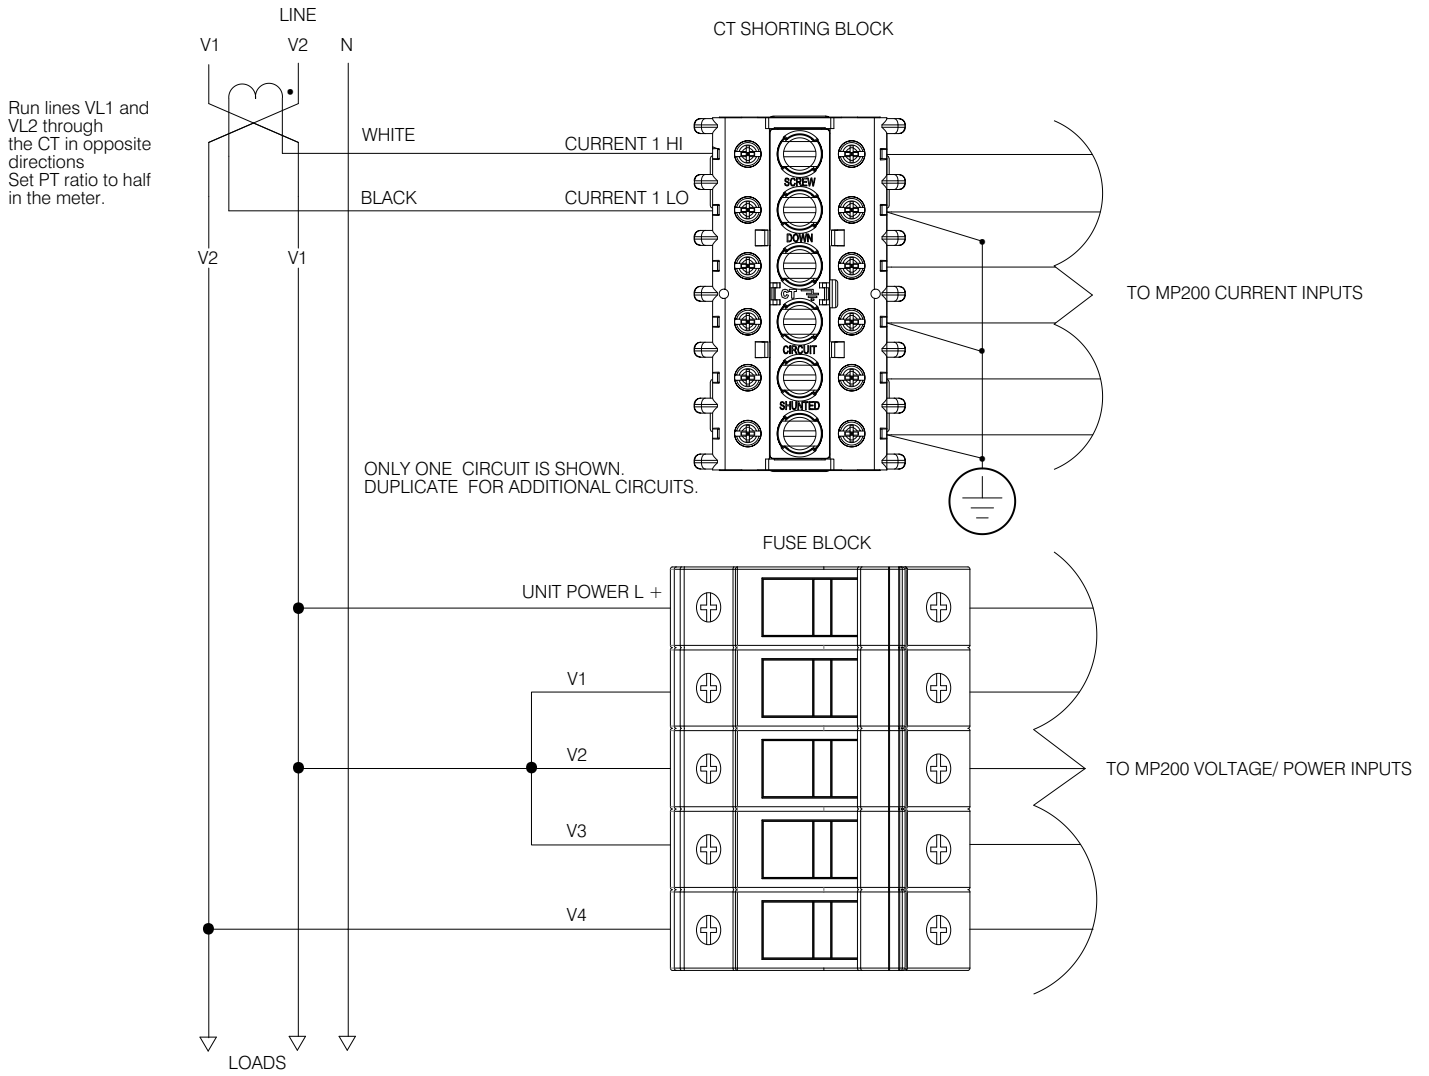 LINE
V1
V2
N
CT SHORTING BLOCK
Run lines VL1 and
VL2 through
the CT in opposite
directions
Set PT ratio to half
in the meter.
WHITE
CURRENT 1 HI
BLACK
CURRENT 1 LO
SCREW
DOWN
CT
CIRCUIT
SHUNTED
V2
V1
TO MP200 CURRENT INPUTS
ONLY ONE CIRCUIT IS SHOWN.
DUPLICATE FOR ADDITIONAL CIRCUITS.
FUSE BLOCK
UNIT POWER L +
V1
V2
V3
V4
TO MP200 VOLTAGE/ POWER INPUTS
LOADS